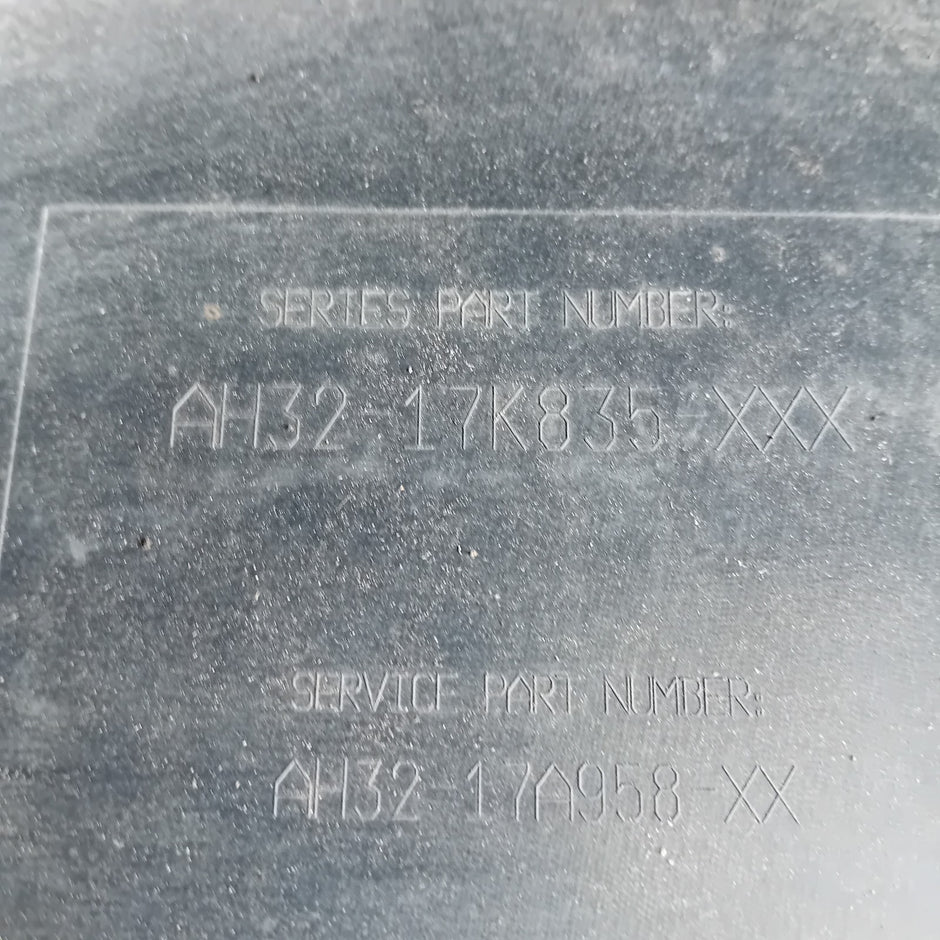 SERIES PART NUMBER:
AH32-17K835-XXX
SERVICE PART NUMBER:
AH32-17A958-XX